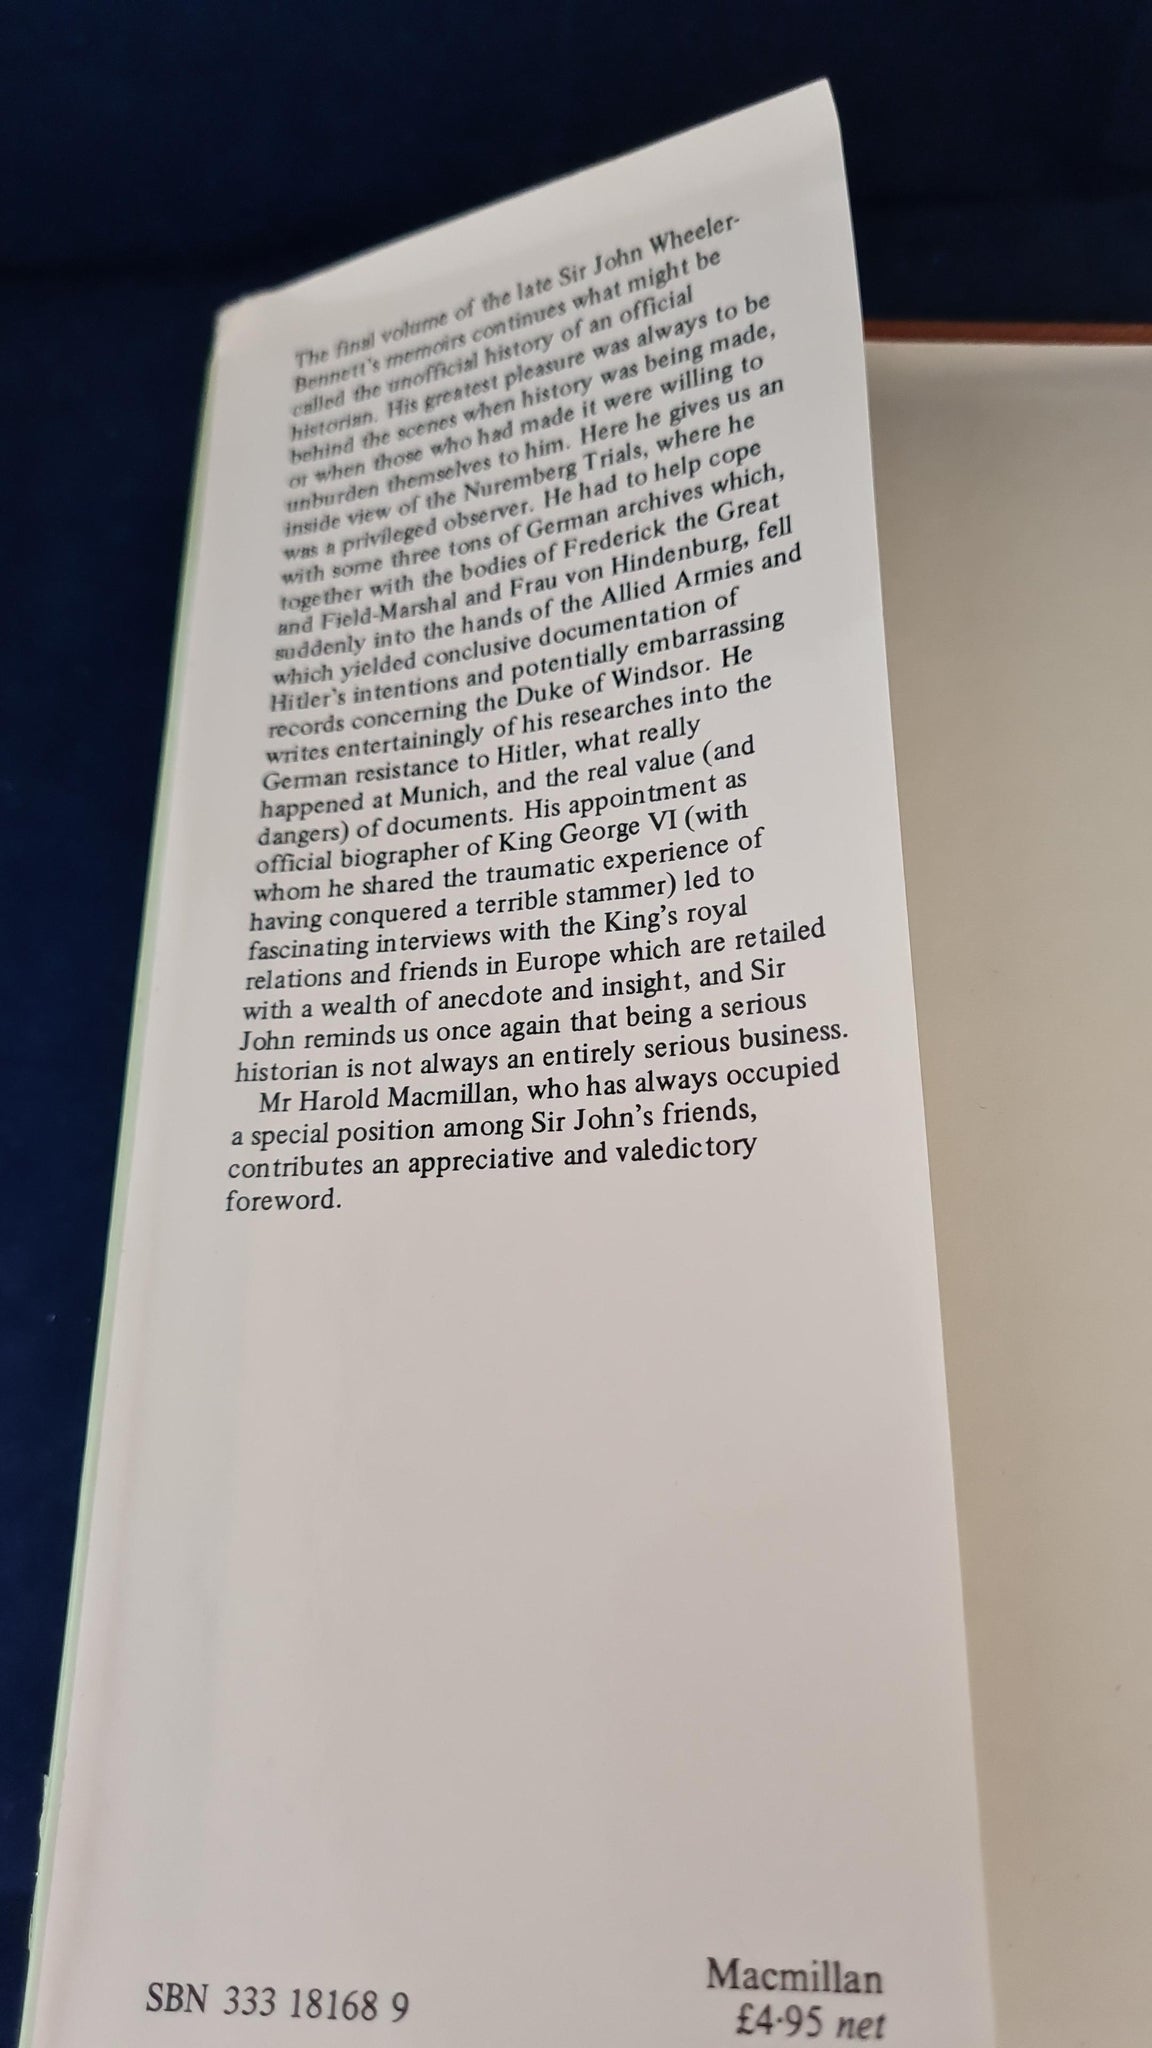 The final volume of the late Sir John Wheeler-
Bennett's memoirs continues what might be
called the unofficial history of an official
historian. His greatest pleasure was always to be
behind the scenes when history was being made,
or when those who had made it were willing to
unburden themselves to him. Here he gives us an
inside view of the Nuremberg Trials, where he
was a privileged observer. He had to help cope
with some three tons of German archives which,
together with the bodies of Frederick the Great
and Field-Marshal and Frau von Hindenburg, fell
suddenly into the hands of the Allied Armies and
which yielded conclusive documentation of
Hitler's intentions and potentially embarrassing
records concerning the Duke of Windsor. He
writes entertainingly of his researches into the
German resistance to Hitler, what really
happened at Munich, and the real value (and
dangers) of documents. His appointment as
official biographer of King George VI (with
whom he shared the traumatic experience of
having conquered a terrible stammer) led to
fascinating interviews with the King's royal
relations and friends in Europe which are retailed
with a wealth of anecdote and insight, and Sir
John reminds us once again that being a serious
historian is not always an entirely serious business.
Mr Harold Macmillan, who has always occupied
a special position among Sir John's friends,
contributes an appreciative and valedictory
foreword.
SBN 333 18168 9
Macmillan
£4·95 net